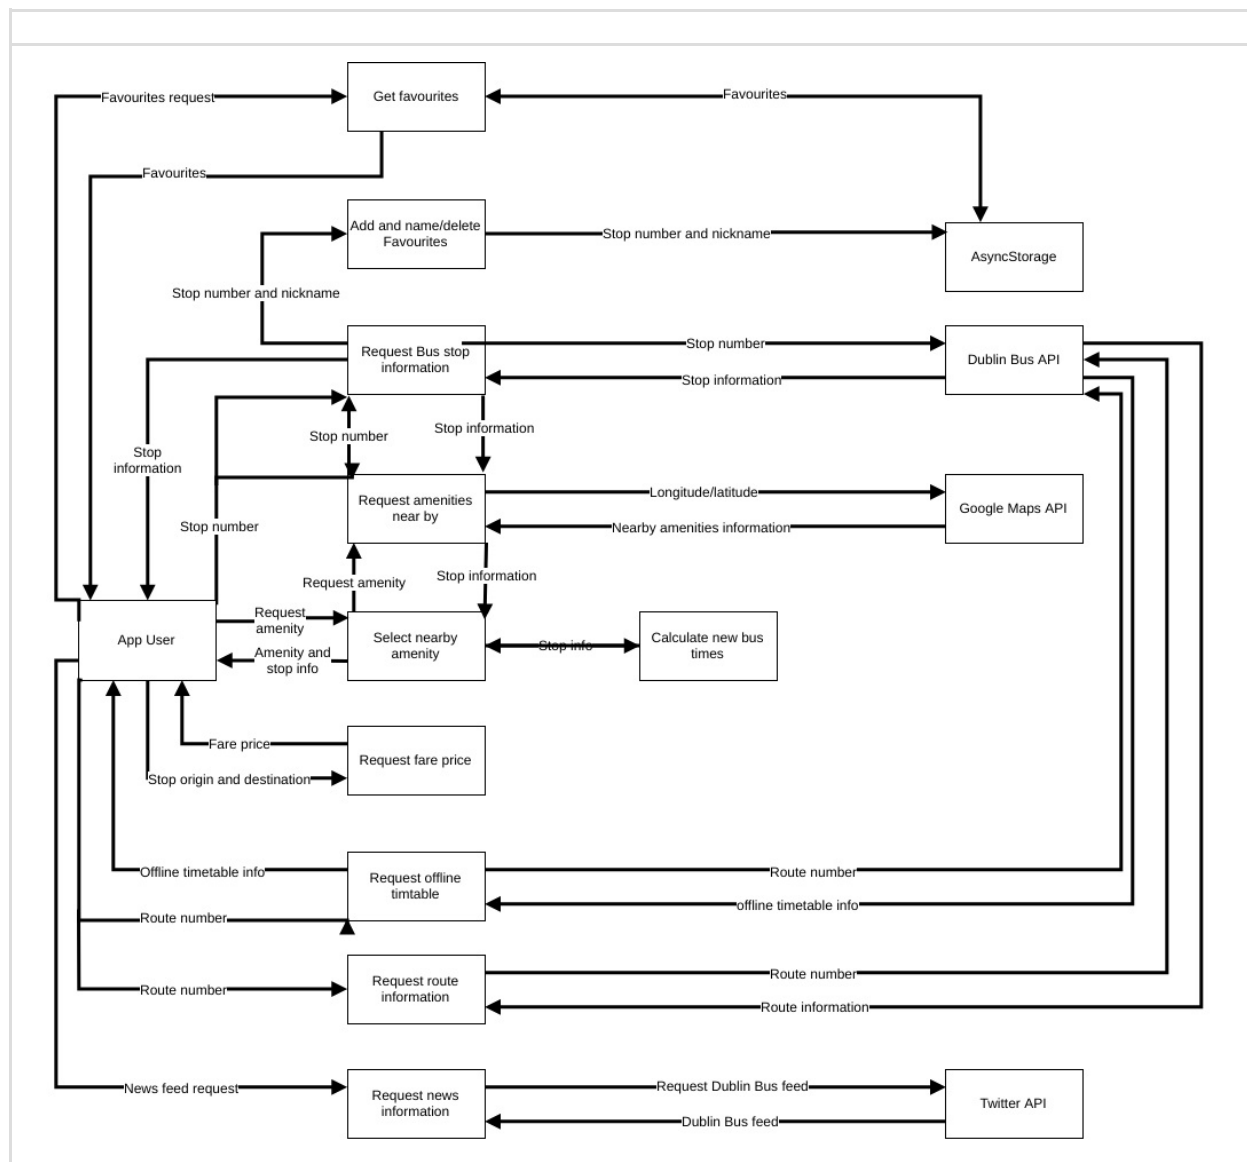 Get favourites
Favourites request
Favourites
Favourites
Add and name/delete
Favourites
Stop number and nickname
AsyncStorage
Stop number and nickname
Request Bus stop
information
Stop number
Dublin Bus API
Stop information
Stop
information
Stop number
Stop information
Request amenities
near by
Longitude/latitude
Google Maps API
Nearby amenities information
Stop number
Request amenity
Stop information
App User
Request
amenity
Amenity and
stop info
Select nearby
amenity
Stop info
Calculate new bus
times
Fare price
Request fare price
Stop origin and destination
Offline timetable info
Request offline
timtable
Route number
offline timetable info
Route number
Route number
Request route
information
Route number
Route information
News feed request
Request news
information
Request Dublin Bus feed
Twitter API
Dublin Bus feed